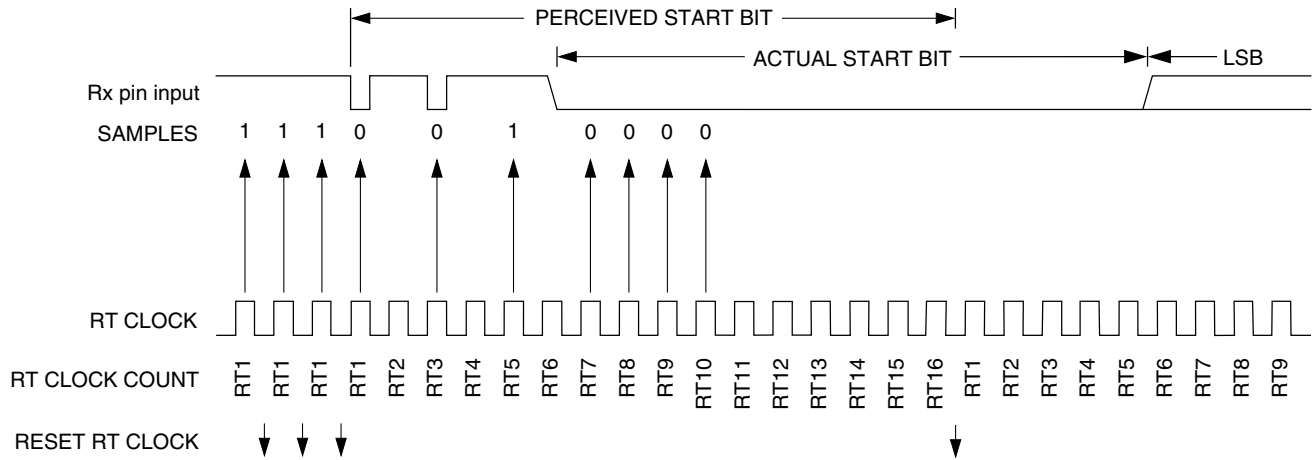 PERCEIVED START BIT
ACTUAL START BIT
LSB
Rx pin input
SAMPLES 1 1 1 0 0 1 0 0 0 0
RT CLOCK
RT CLOCK COUNT RT1 RT1 RT1 RT1 RT2 RT3 RT4 RT5 RT6 RT7 RT8 RT9 RT10 RT11 RT12 RT13 RT14 RT15 RT16 RT1 RT2 RT3 RT4 RT5 RT6 RT7 RT8 RT9
RESET RT CLOCK